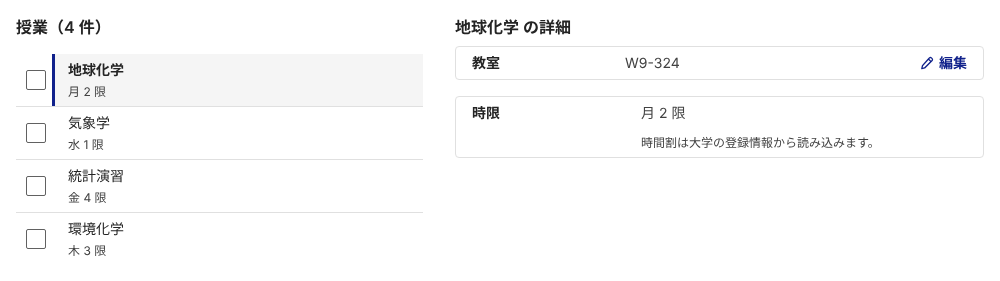 授業（4 件）
地球化学
月 2 限
気象学
水 1 限
統計演習
金 4 限
環境化学
木 3 限
地球化学 の詳細
教室 W9-324 編集
時限 月 2 限
時間割は大学の登録情報から読み込みます。